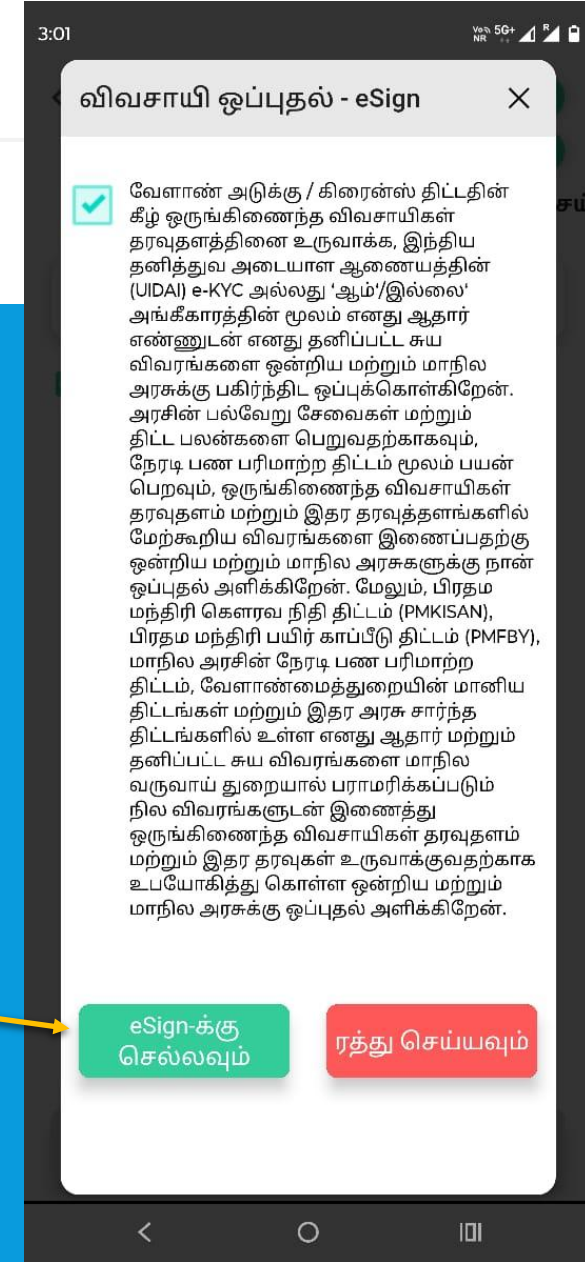 3:01
Vo)) NR 5G+ R
விவசாயி ஒப்புதல் - eSign
வேளாண் அடுக்கு / கிரைன்ஸ் திட்டதின்
கீழ் ஒருங்கிணைந்த விவசாயிகள்
தரவுதளத்தினை உருவாக்க, இந்திய
தனித்துவ அடையாள ஆணையத்தின்
(UIDAI) e-KYC அல்லது ‘ஆம்’/இல்லை‘
அங்கீகாரத்தின் மூலம் எனது ஆதார்
எண்ணுடன் எனது தனிப்பட்ட சுய
விவரங்களை ஒன்றிய மற்றும் மாநில
அரசுக்கு பகிர்ந்திட ஒப்புக்கொள்கிறேன்.
அரசின் பல்வேறு சேவைகள் மற்றும்
திட்ட பலன்களை பெறுவதற்காகவும்,
நேரடி பண பரிமாற்ற திட்டம் மூலம் பயன்
பெறவும், ஒருங்கிணைந்த விவசாயிகள்
தரவுதளம் மற்றும் இதர தரவுத்தளங்களில்
மேற்கூறிய விவரங்களை இணைப்பதற்கு
ஒன்றிய மற்றும் மாநில அரசுகளுக்கு நான்
ஒப்புதல் அளிக்கிறேன். மேலும், பிரதம
மந்திரி கௌரவ நிதி திட்டம் (PMKISAN),
பிரதம மந்திரி பயிர் காப்பீடு திட்டம் (PMFBY),
மாநில அரசின் நேரடி பண பரிமாற்ற
திட்டம், வேளாண்மைத்துறையின் மானிய
திட்டங்கள் மற்றும் இதர அரசு சார்ந்த
திட்டங்களில் உள்ள எனது ஆதார் மற்றும்
தனிப்பட்ட சுய விவரங்களை மாநில
வருவாய் துறையால் பராமரிக்கப்படும்
நில விவரங்களுடன் இணைத்து
ஒருங்கிணைந்த விவசாயிகள் தரவுதளம்
மற்றும் இதர தரவுகள் உருவாக்குவதற்காக
உபயோகித்து கொள்ள ஒன்றிய மற்றும்
மாநில அரசுக்கு ஒப்புதல் அளிக்கிறேன்.
eSign-க்கு
செல்லவும்
ரத்து செய்யவும்